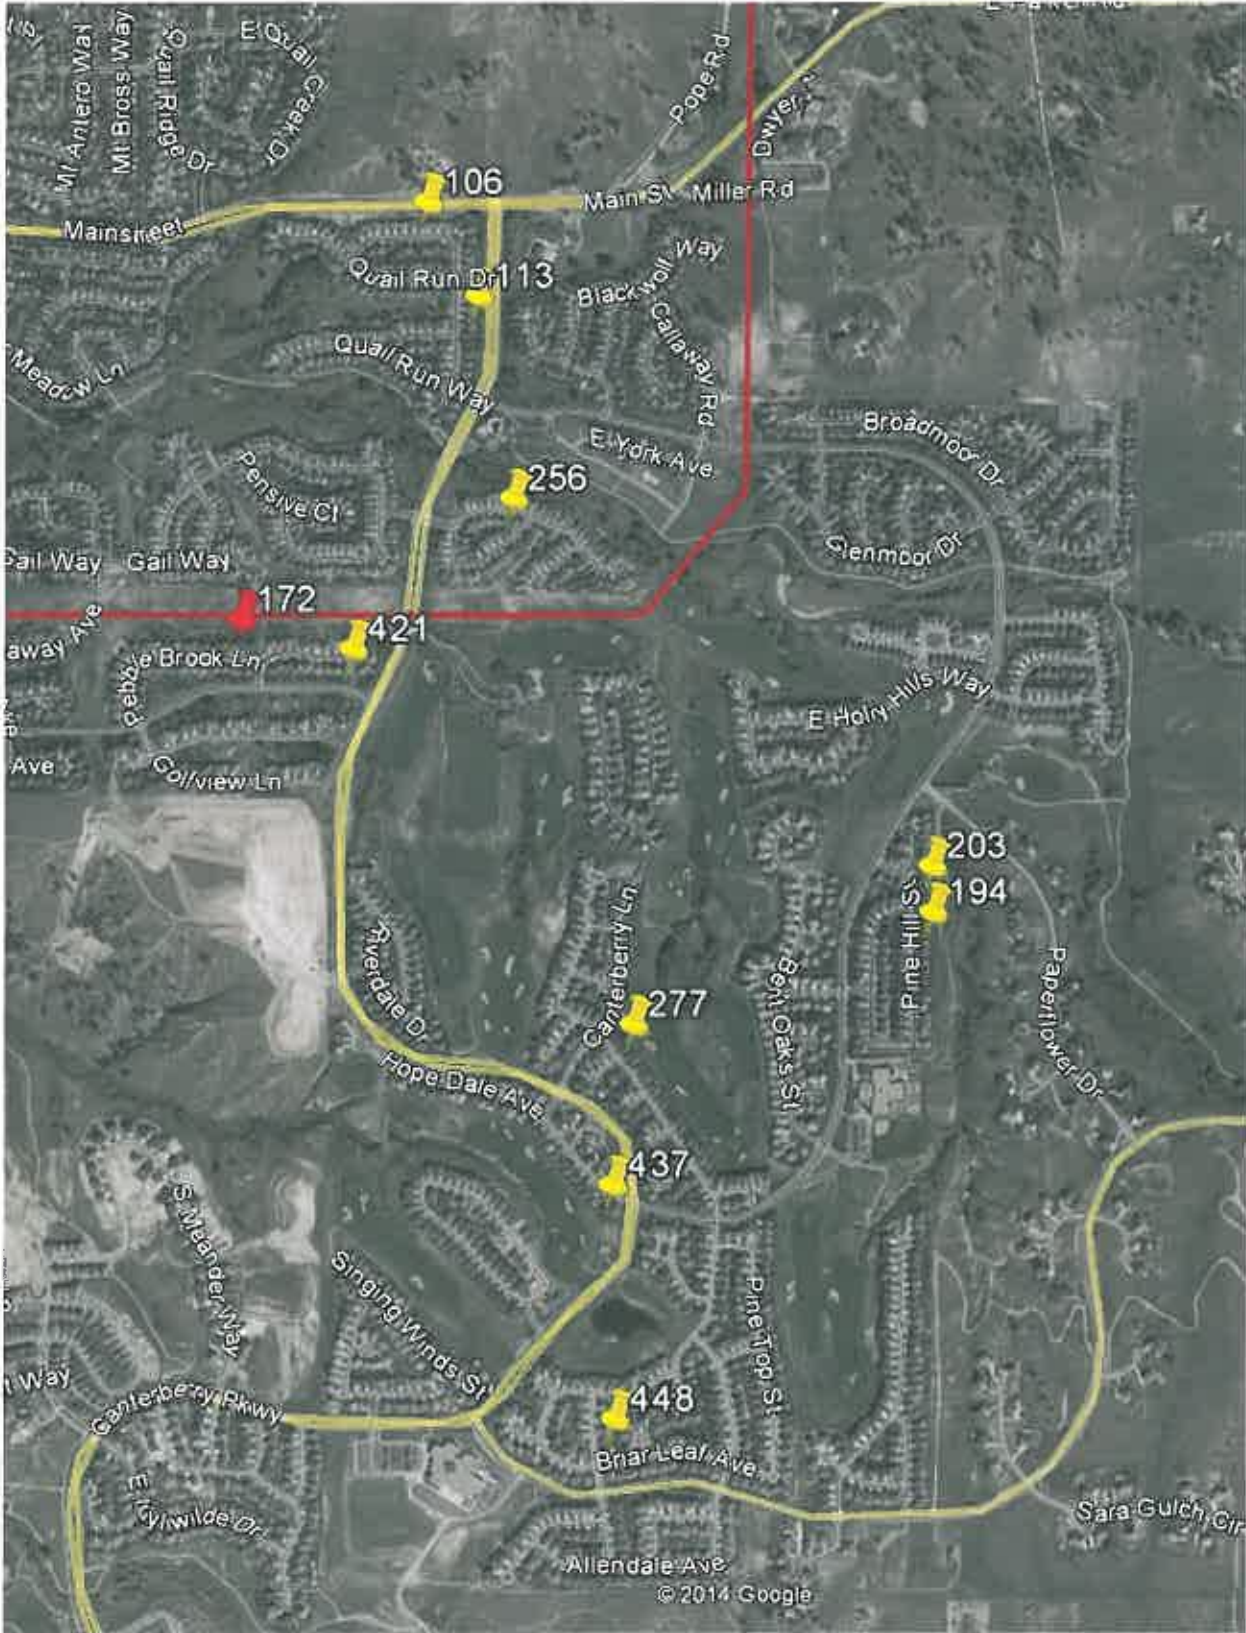 E Quail Creek Dr
Mt Antero Way
Mt Bross Way
Quail Ridge Dr
Pope Rd
Dwyer
106
Main St
Miller Rd
Mainstreet
Quail Run Dr
113
Blackwolf Way
Callaway Rd
Meadow Ln
Quail Run Way
Broadmoor Dr
E York Ave
256
Pensive Ct
Glenmoor Dr
Gail Way
Gail Way
172
421
away Ave
Pebble Brook Ln
E Holly Hills Way
Ave
Golfview Ln
203
194
Pine Hill St
Canterberry Ln
Riverdale Dr
Bent Oaks St
Paperflower Dr
277
Hope Dale Ave
437
S Meander Way
Singing Winds St
Pine Top St
t Way
Canterberry Pkwy
448
Briar Leaf Ave
E Idyllwilde Dr
Sara Gulch Cir
Allendale Ave
© 2014 Google